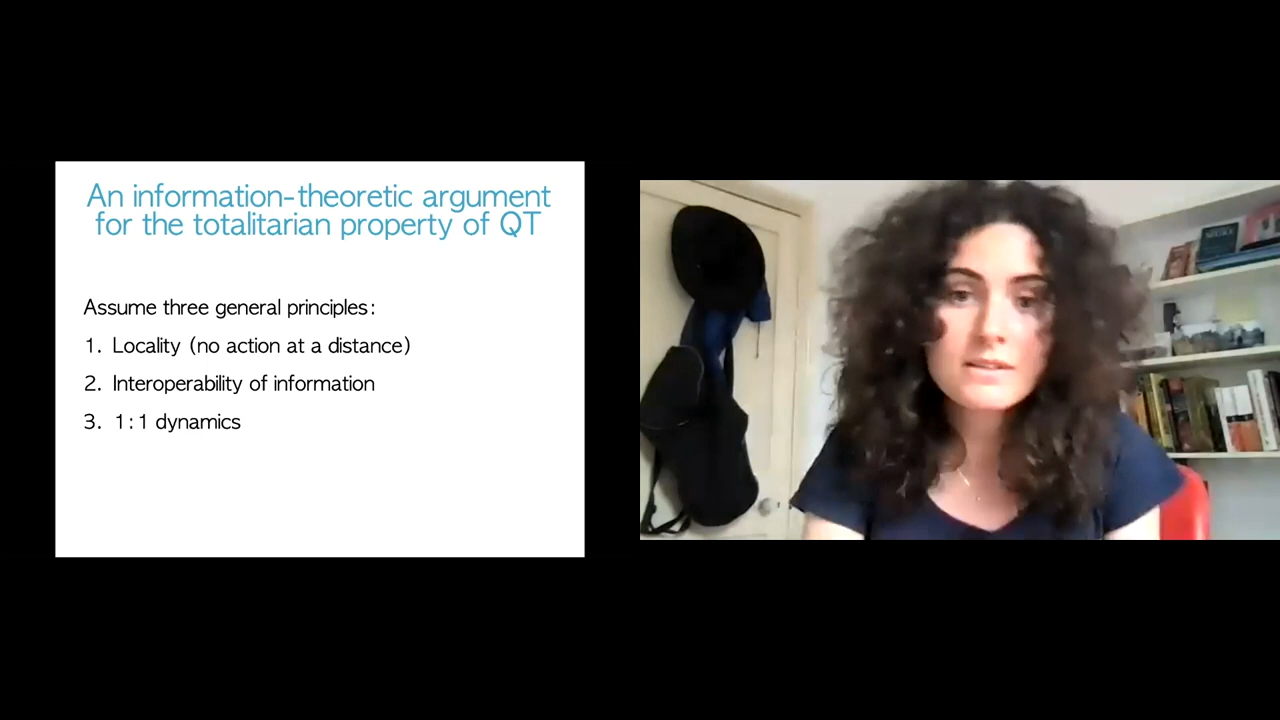 An information-theoretic argument
for the totalitarian property of QT
Assume three general principles:
1. Locality (no action at a distance)
2. Interoperability of information
3. 1:1 dynamics